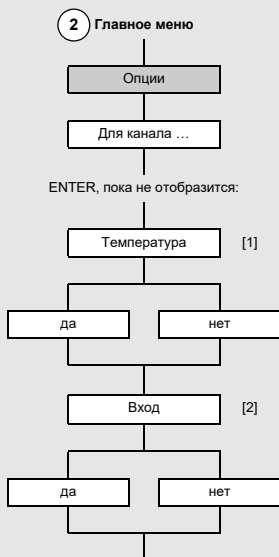 2 Главное меню
Опции
Для канала …
ENTER, пока не отобразится:
Температура [1]
да нет
Вход [2]
да нет